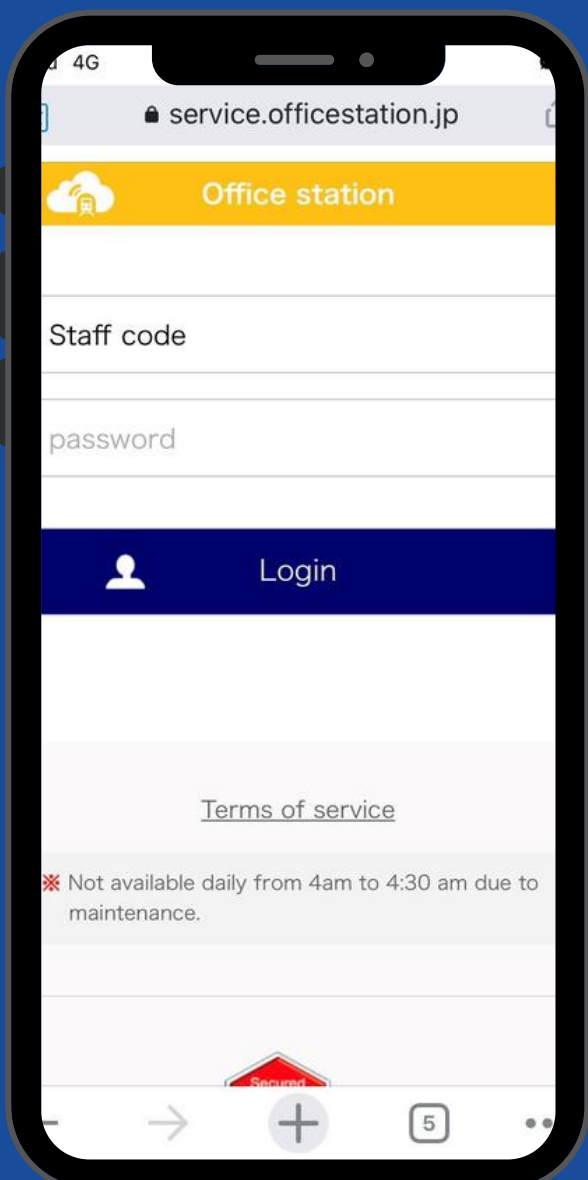 4G
service.officestation.jp
Office station
Staff code
password
Login
Terms of service
※ Not available daily from 4am to 4:30 am due to
maintenance.
Secured
5